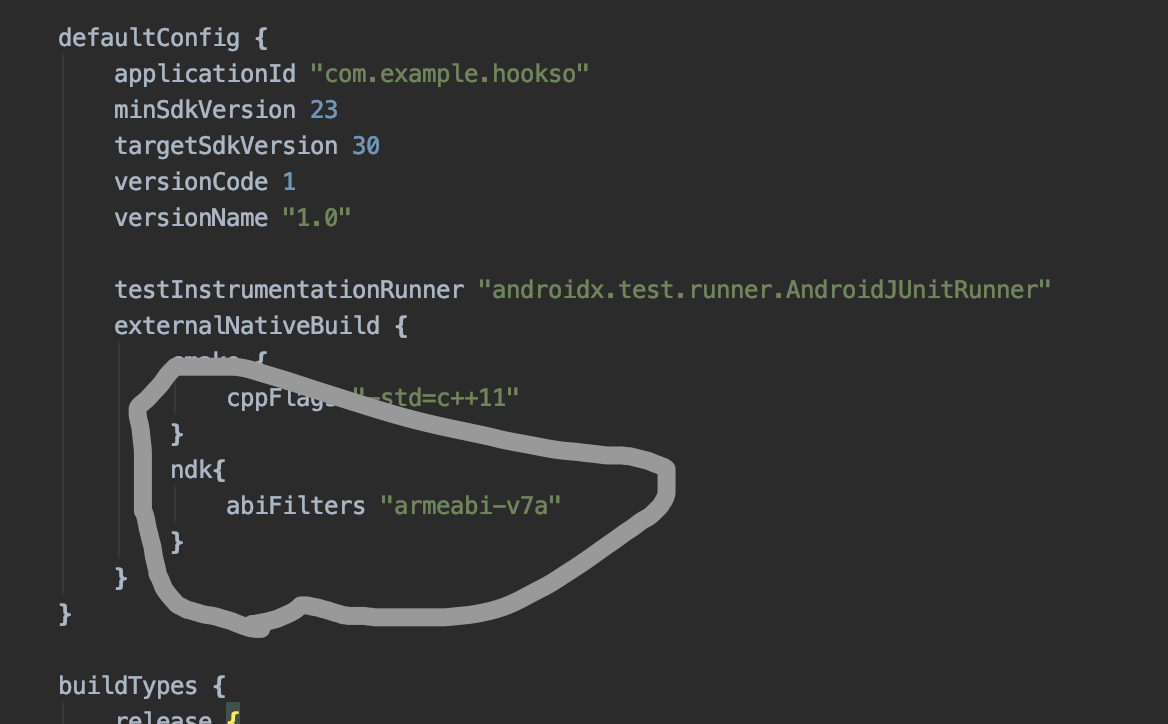 defaultConfig {
applicationId "com.example.hookso"
minSdkVersion 23
targetSdkVersion 30
versionCode 1
versionName "1.0"
testInstrumentationRunner "androidx.test.runner.AndroidJUnitRunner"
externalNativeBuild {
cmake {
cppFlags "-std=c++11"
}
ndk{
abiFilters "armeabi-v7a"
}
}
}
buildTypes {
release {